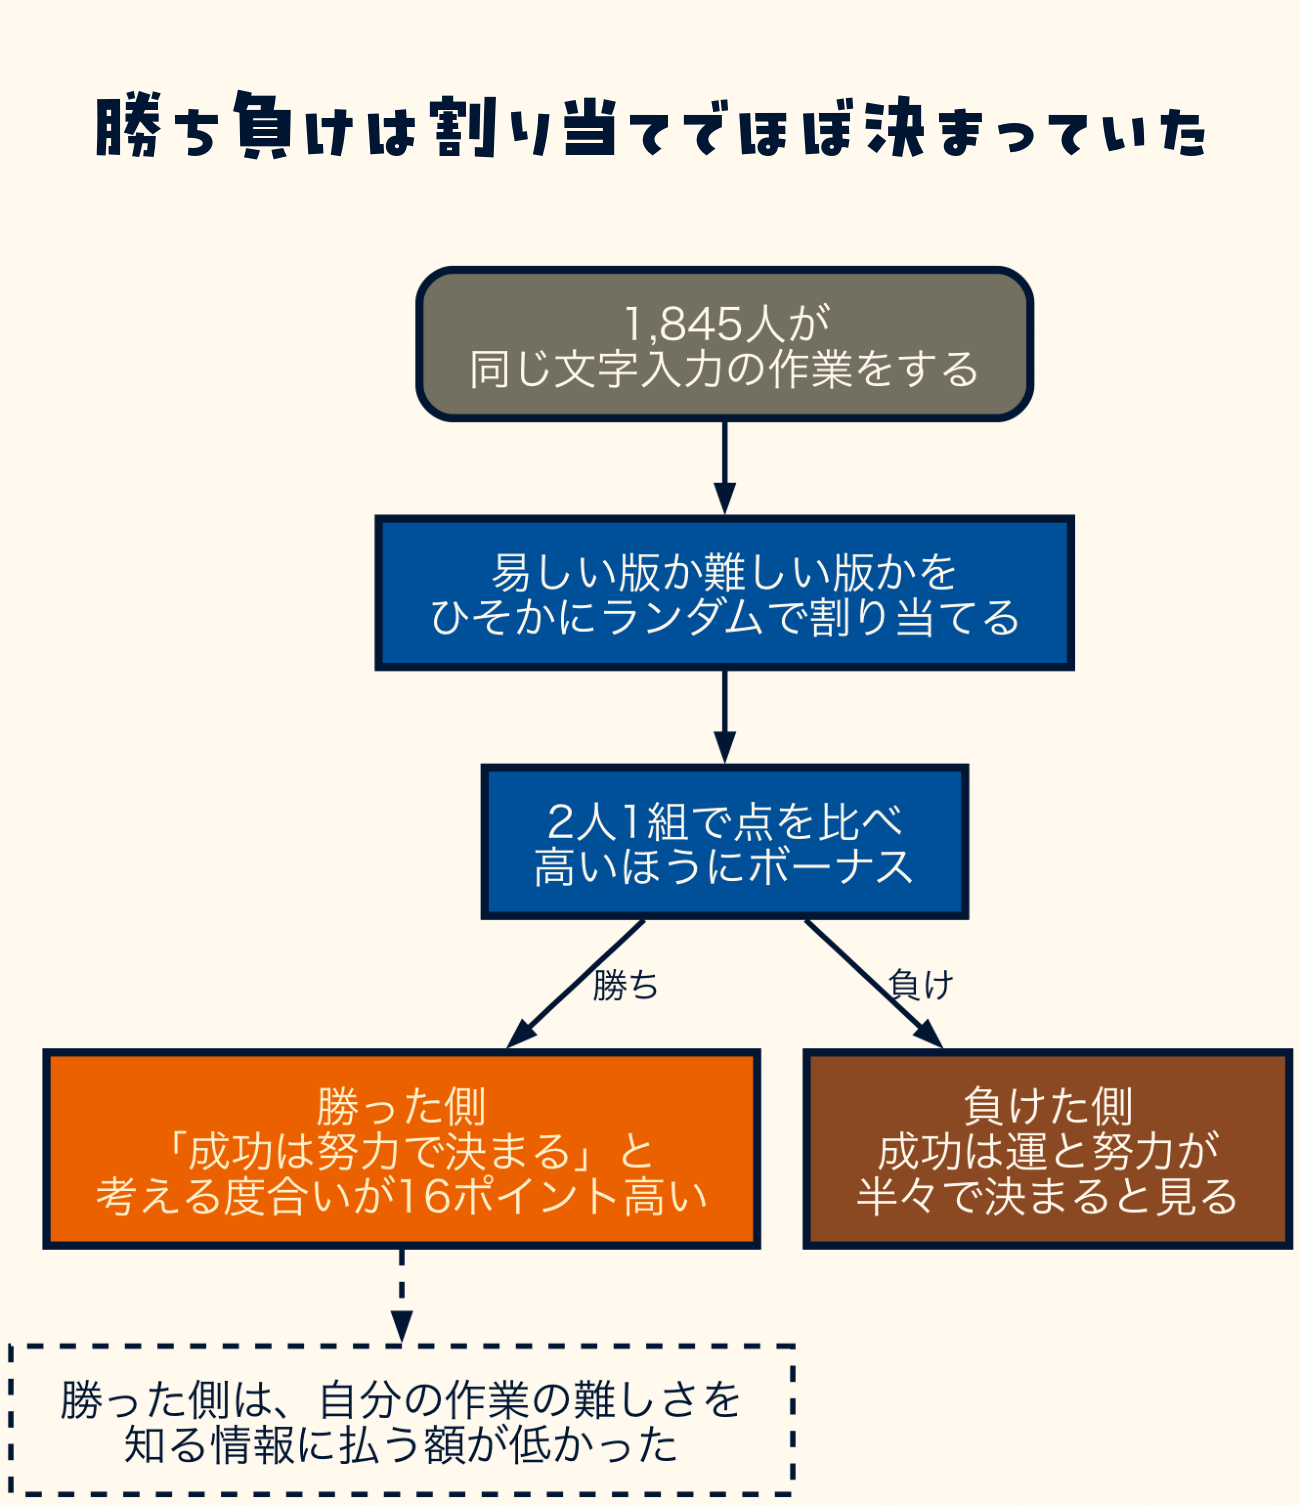 勝ち負けは割り当てでほぼ決まっていた
1,845人が
同じ文字入力の作業をする
易しい版か難しい版かを
ひそかにランダムで割り当てる
2人1組で点を比べ
高いほうにボーナス
勝ち
負け
勝った側
「成功は努力で決まる」と
考える度合いが16ポイント高い
負けた側
成功は運と努力が
半々で決まると見る
勝った側は、自分の作業の難しさを
知る情報に払う額が低かった